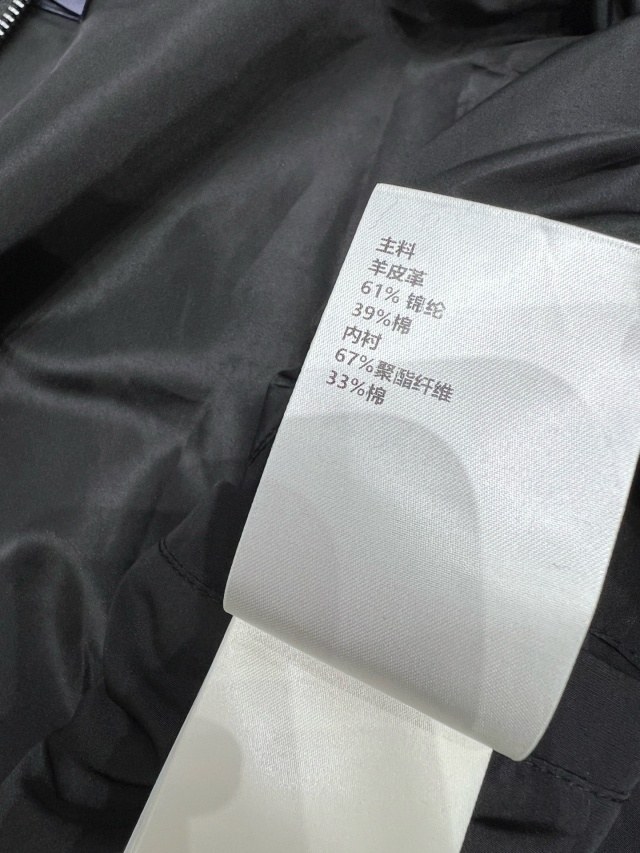 主料
羊皮革
61% 锦纶
39%棉
内衬
67%聚酯纤维
33%棉